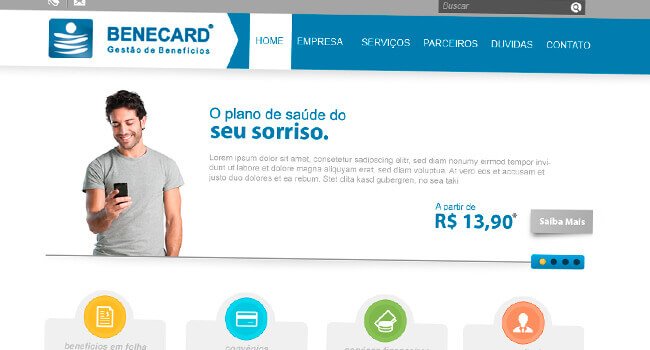 Buscar
BENECARD®
Gestão de Benefícios
HOME EMPRESA SERVIÇOS PARCEIROS DUVIDAS CONTATO
O plano de saúde do
seu sorriso.
Lorem ipsum dolor sit amet, consetetur sadipscing elitr, sed diam nonumy eirmod tempor invi-
dunt ut labore et dolore magna aliquyam erat, sed diam voluptua. At vero eos et accusam et
justo duo dolores et ea rebum. Stet clita kasd gubergren, no sea taki
A partir de
R$ 13,90*
Saiba Mais
benefícios em folha
convênios